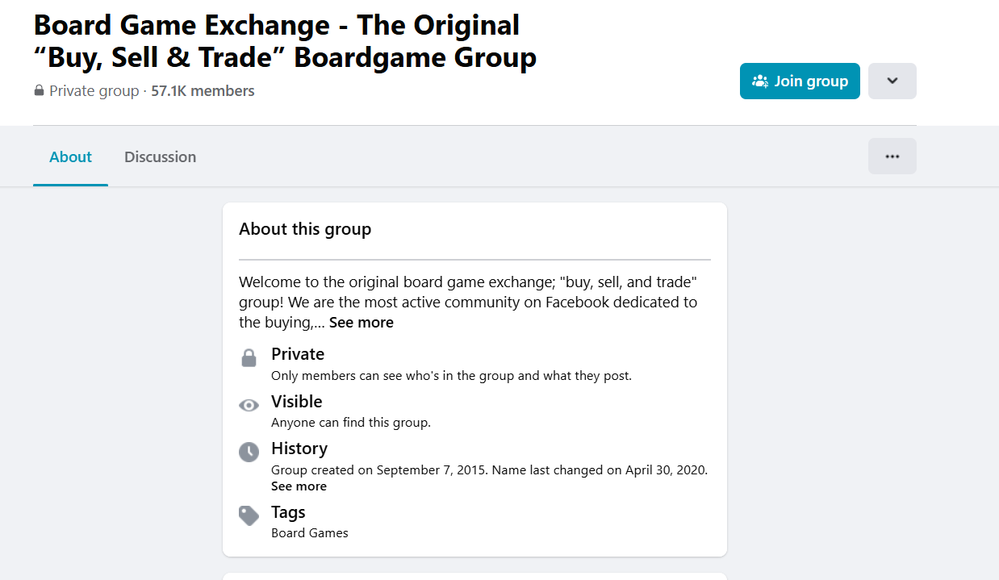 Board Game Exchange - The Original
“Buy, Sell & Trade” Boardgame Group
Private group · 57.1K members
Join group
About
Discussion
About this group
Welcome to the original board game exchange; "buy, sell, and trade"
group! We are the most active community on Facebook dedicated to
the buying,... See more
Private
Only members can see who's in the group and what they post.
Visible
Anyone can find this group.
History
Group created on September 7, 2015. Name last changed on April 30, 2020.
See more
Tags
Board Games